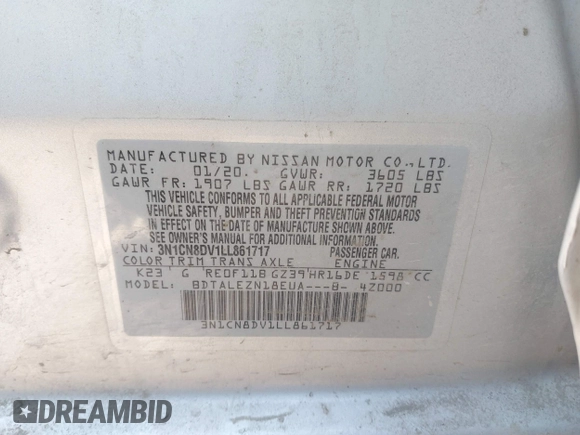 MANUFACTURED BY NISSAN MOTOR CO.,LTD.
DATE: 01/20. GVWR: 3605 LBS
GAWR FR: 1907 LBS GAWR RR: 1720 LBS
THIS VEHICLE CONFORMS TO ALL APPLICABLE FEDERAL MOTOR
VEHICLE SAFETY, BUMPER AND THEFT PREVENTION STANDARDS
IN EFFECT ON THE DATE OF MANUFACTURE SHOWN ABOVE.
SEE OWNER'S MANUAL FOR ADDITIONAL INFORMATION.
VIN: 3N1CN8DV1LL861717 PASSENGER CAR.
COLOR TRIM TRANS AXLE ENGINE
K23 G RE0F11B GZ39 HR16DE 1598 CC
MODEL: BDTALEZN18EUA---B- 4Z000
3N1CN8DV1LL861717
DREAMBID